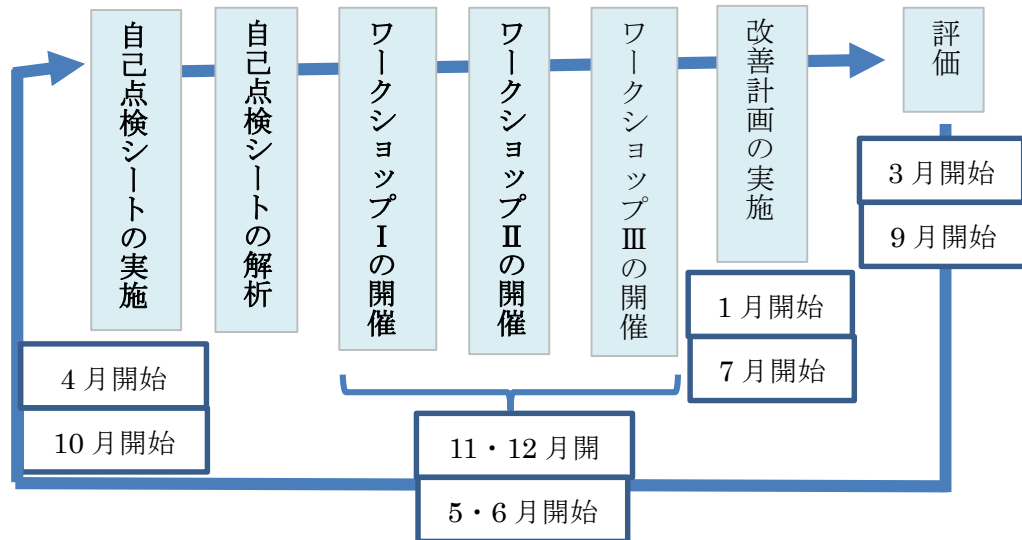 自己点検シートの実施
自己点検シートの解析
ワークショップⅠの開催
ワークショップⅡの開催
ワークショップⅢの開催
改善計画の実施
評価
3月開始
9月開始
1月開始
7月開始
4月開始
10月開始
11・12月開
5・6月開始